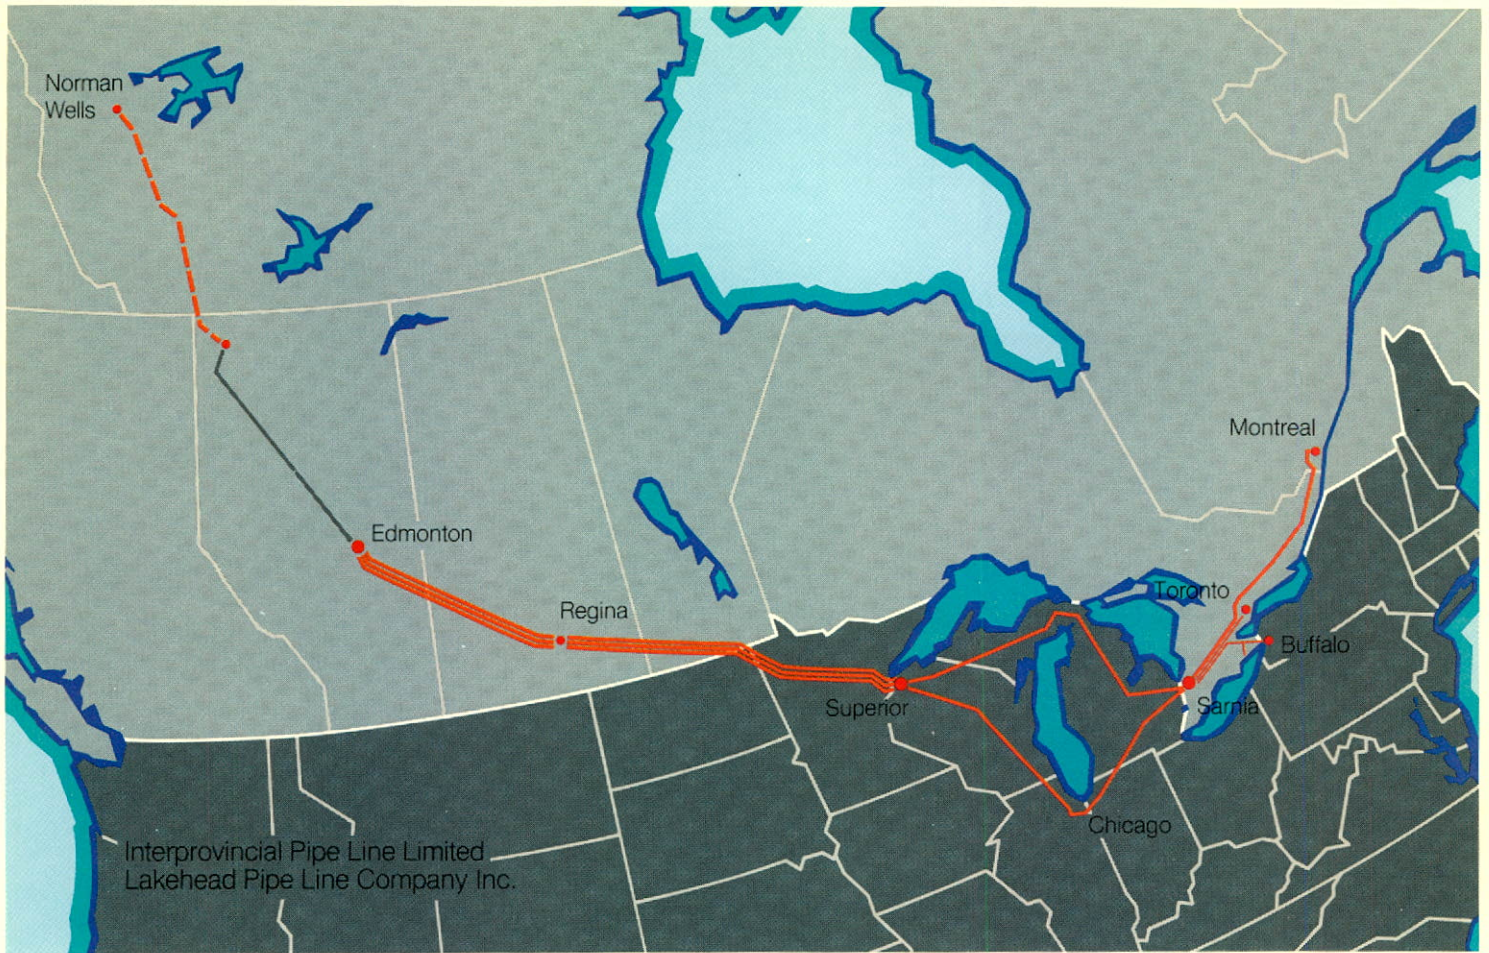 Norman
Wells
Edmonton
Regina
Superior
Chicago
Sarnia
Buffalo
Toronto
Montreal
Interprovincial Pipe Line Limited
Lakehead Pipe Line Company Inc.